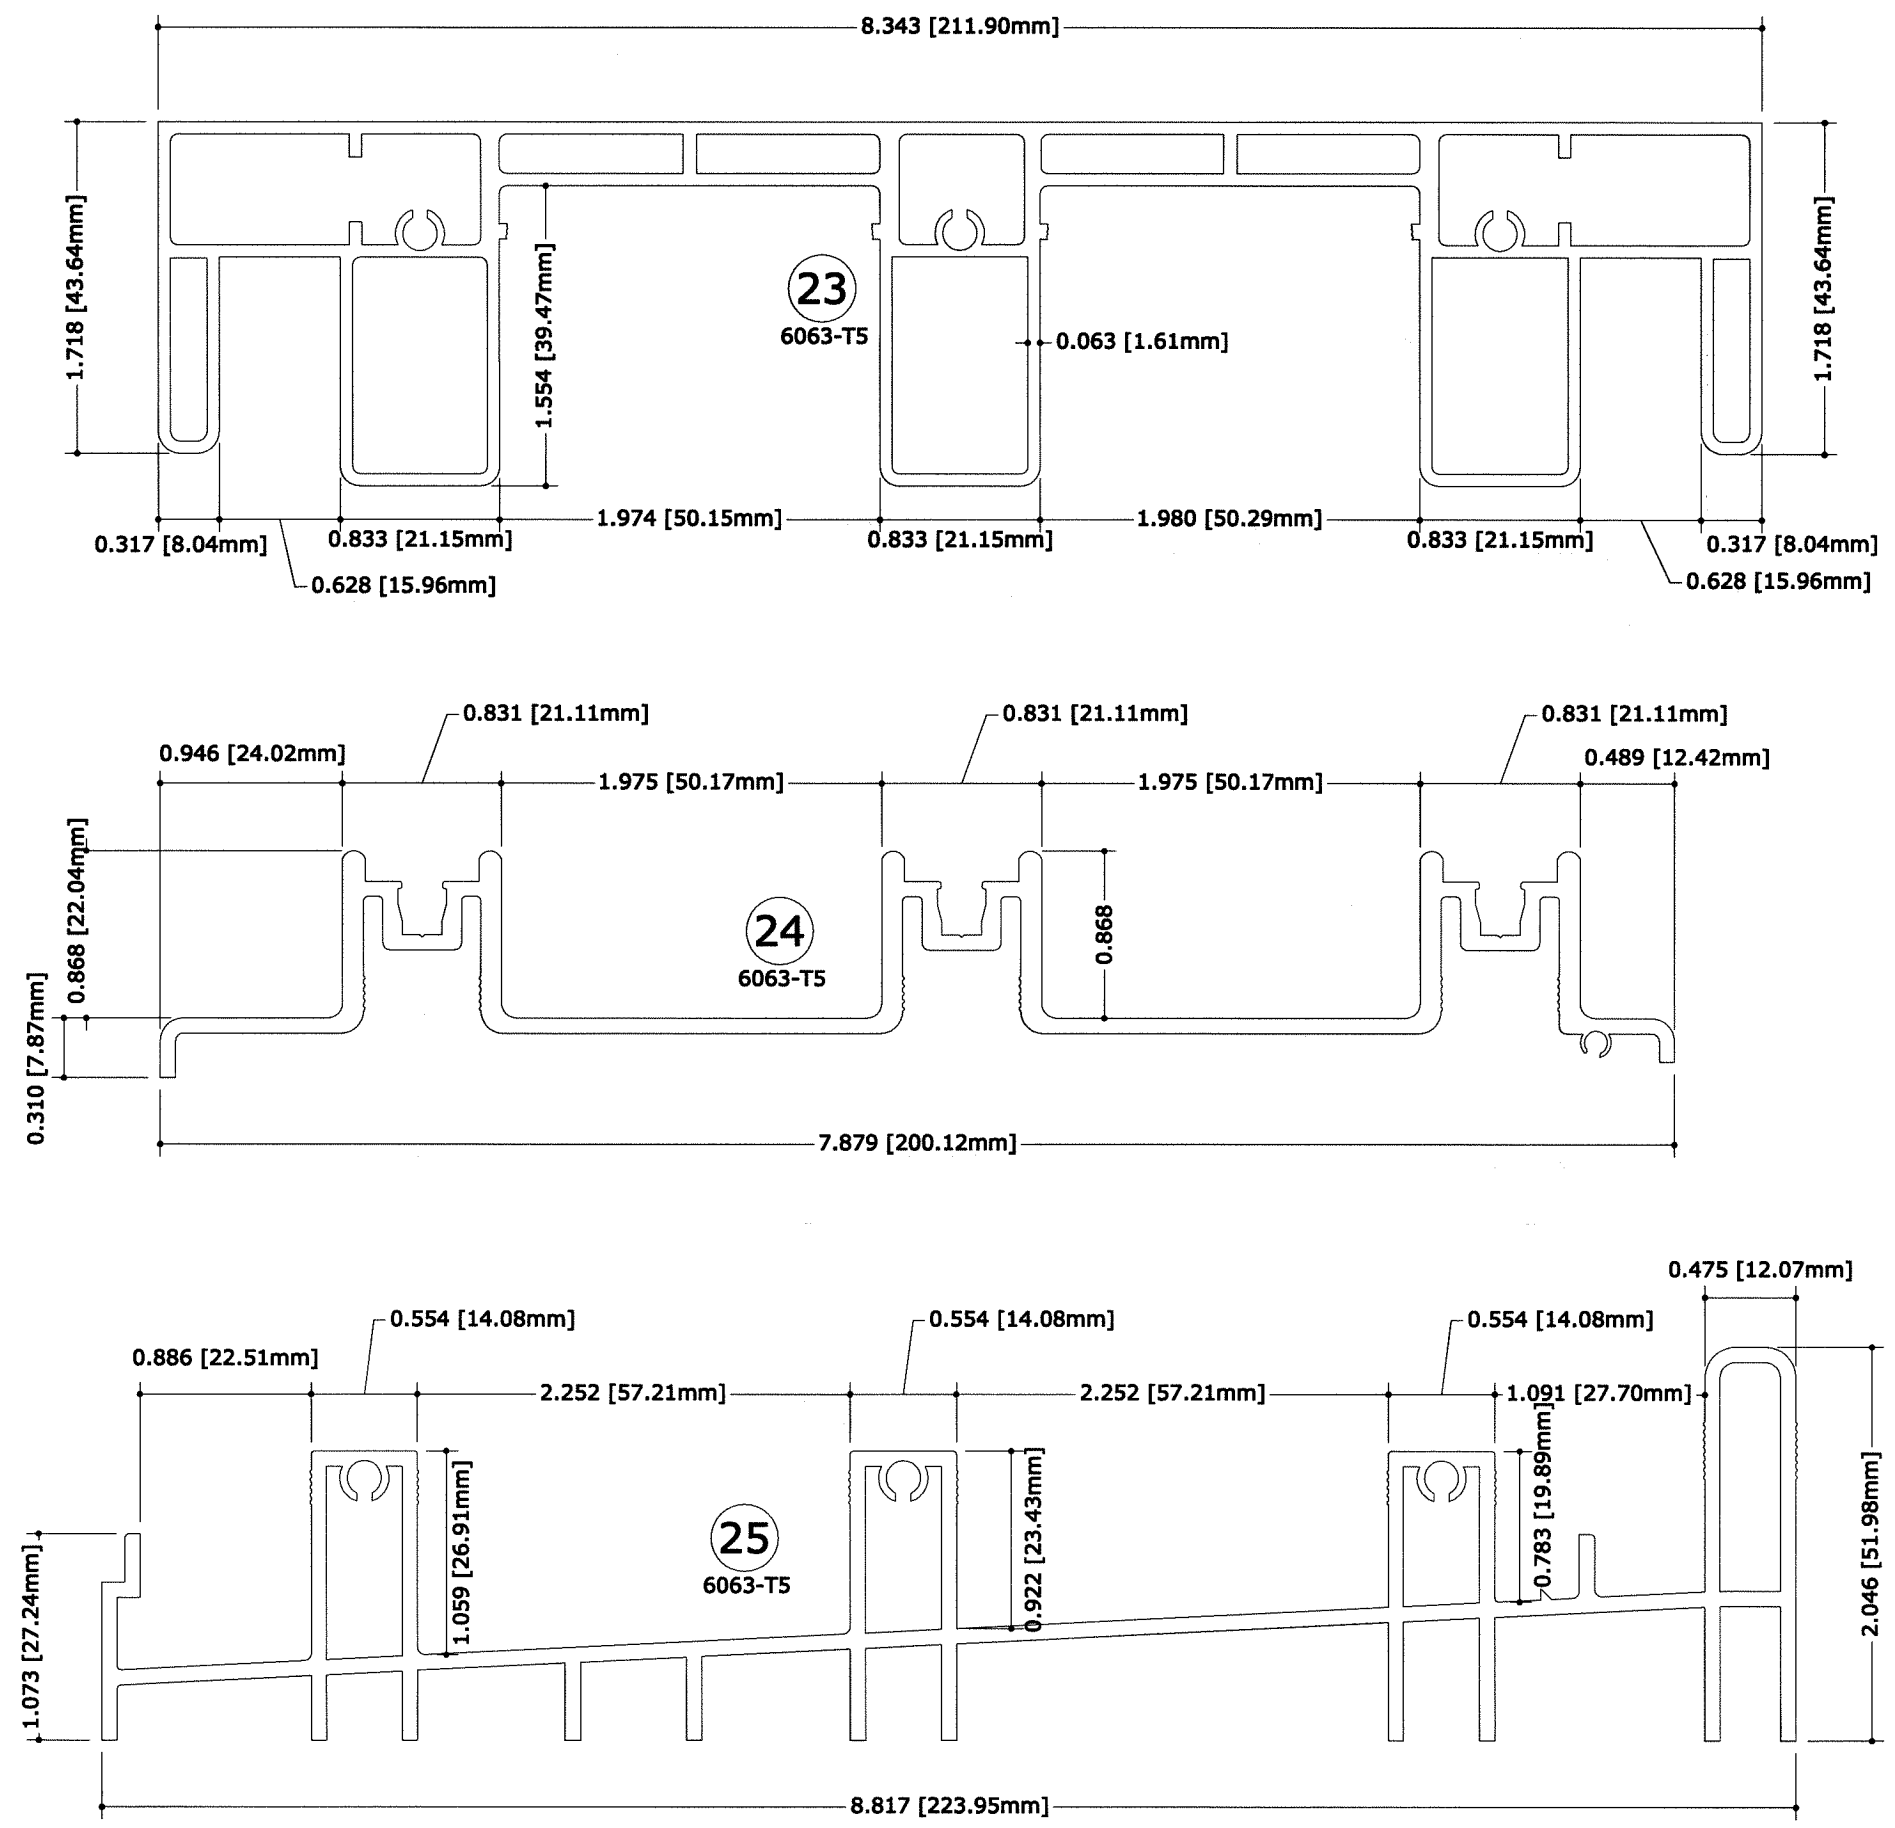 8.343 [211.90mm]
1.718 [43.64mm]
1.554 [39.47mm]
23
6063-T5
0.063 [1.61mm]
1.718 [43.64mm]
1.974 [50.15mm]
1.980 [50.29mm]
0.317 [8.04mm]
0.833 [21.15mm]
0.833 [21.15mm]
0.833 [21.15mm]
0.317 [8.04mm]
0.628 [15.96mm]
0.628 [15.96mm]
0.831 [21.11mm]
0.831 [21.11mm]
0.831 [21.11mm]
0.946 [24.02mm]
1.975 [50.17mm]
1.975 [50.17mm]
0.489 [12.42mm]
0.868 [22.04mm]
24
6063-T5
0.868
0.310 [7.87mm]
7.879 [200.12mm]
0.475 [12.07mm]
0.554 [14.08mm]
0.554 [14.08mm]
0.554 [14.08mm]
0.886 [22.51mm]
2.252 [57.21mm]
2.252 [57.21mm]
1.091 [27.70mm]
1.059 [26.91mm]
0.922 [23.43mm]
0.783 [19.89mm]
25
6063-T5
1.073 [27.24mm]
2.046 [51.98mm]
8.817 [223.95mm]